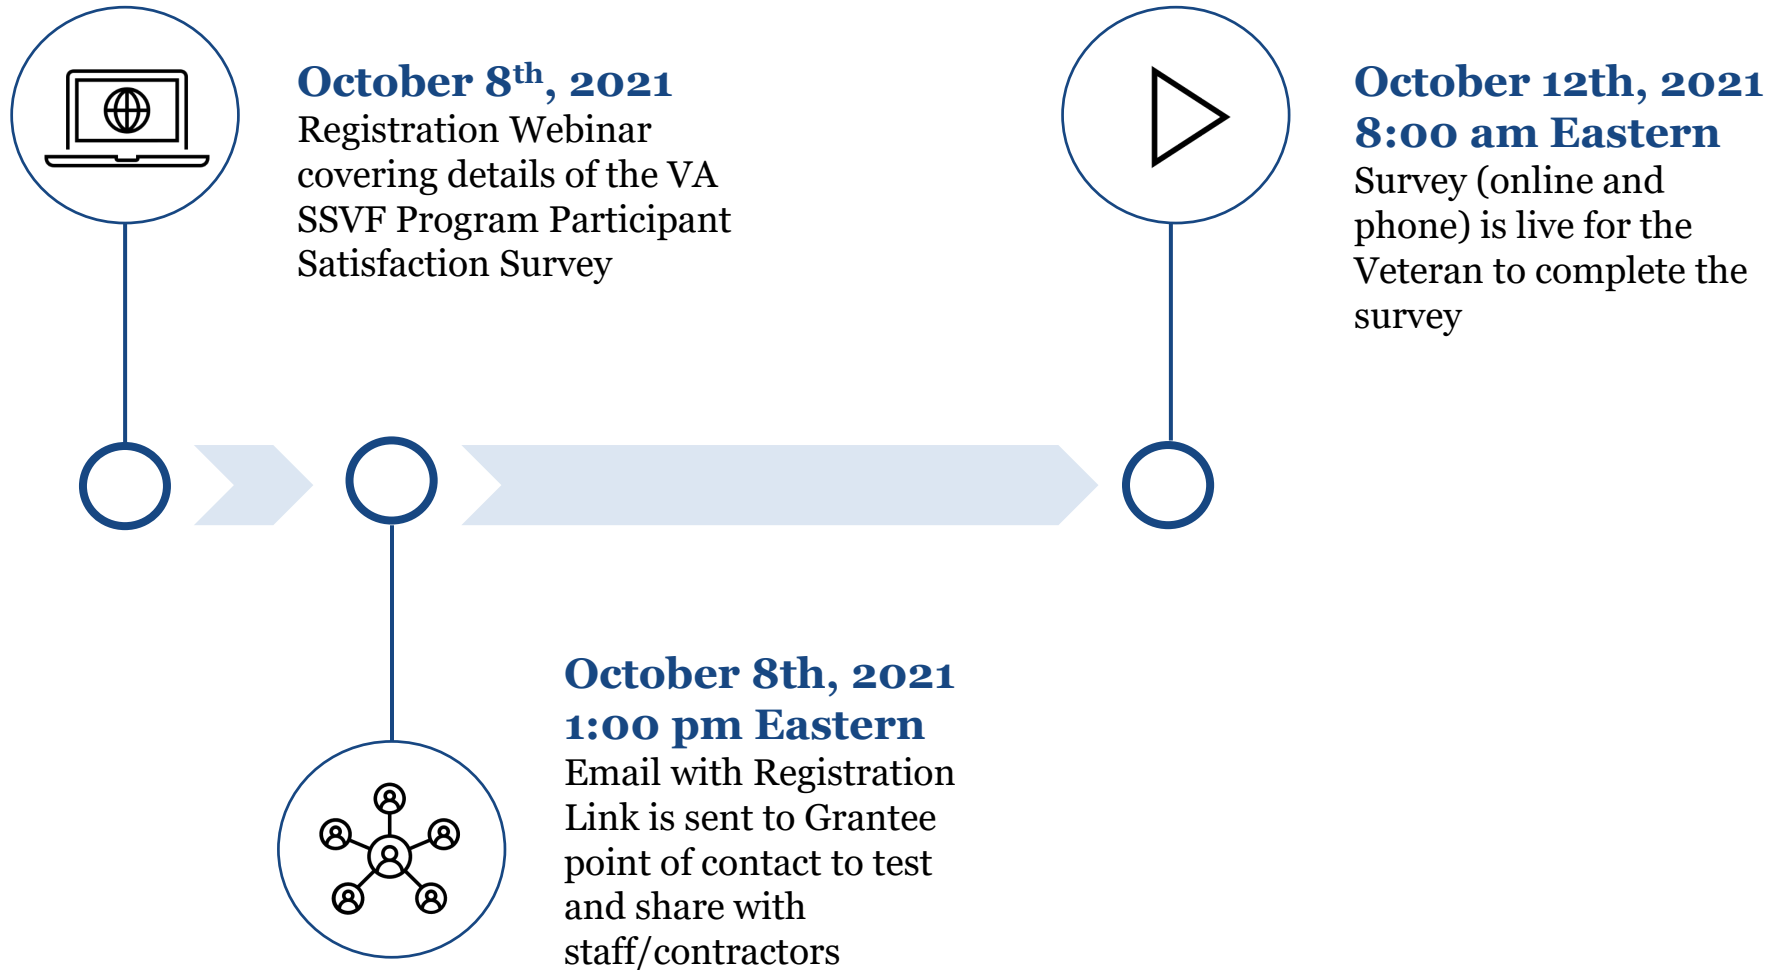 October 8th, 2021
Registration Webinar
covering details of the VA
SSVF Program Participant
Satisfaction Survey
October 12th, 2021
8:00 am Eastern
Survey (online and
phone) is live for the
Veteran to complete the
survey
October 8th, 2021
1:00 pm Eastern
Email with Registration
Link is sent to Grantee
point of contact to test
and share with
staff/contractors